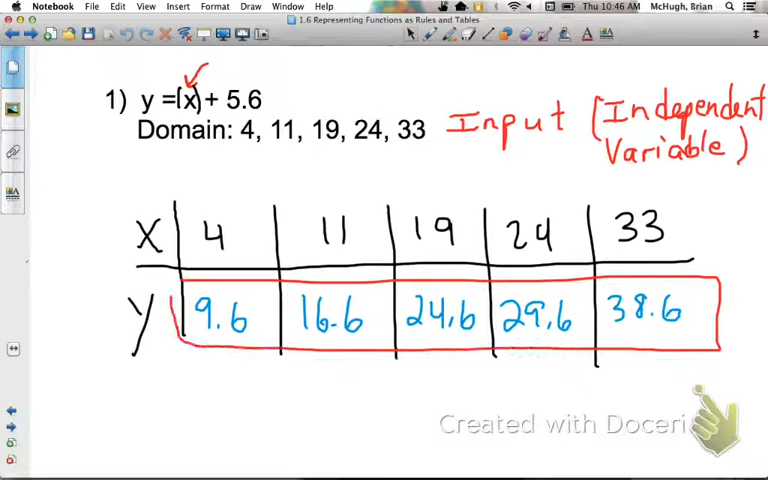 Notebook File Edit View Insert Format Draw Window Help Thu 10:46 AM McHugh, Brian
1.6 Representing Functions as Rules and Tables
1) y =(x)+ 5.6
Domain: 4, 11, 19, 24, 33
Input (Independent
Variable)
X 4 11 19 24 33
Y 9.6 16.6 24.6 29.6 38.6
Created with Doceri